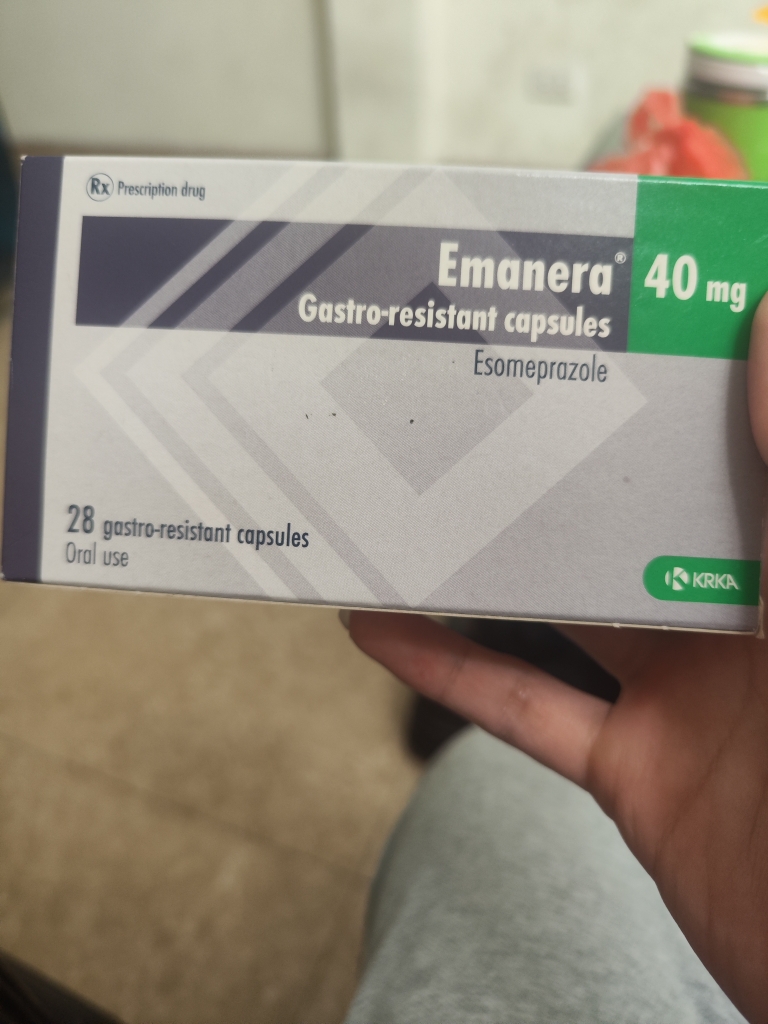 Rx Prescription drug
Emanera® 40 mg
Gastro-resistant capsules
Esomeprazole
28 gastro-resistant capsules
Oral use
KRKA